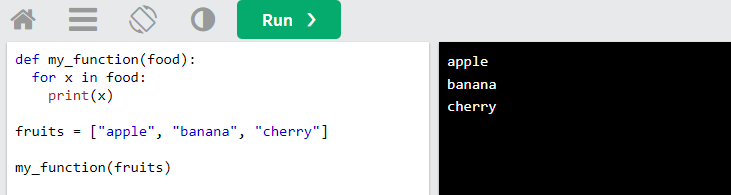 Run ❯
def my_function(food):
  for x in food:
    print(x)
fruits = ["apple", "banana", "cherry"]
my_function(fruits)
apple
banana
cherry